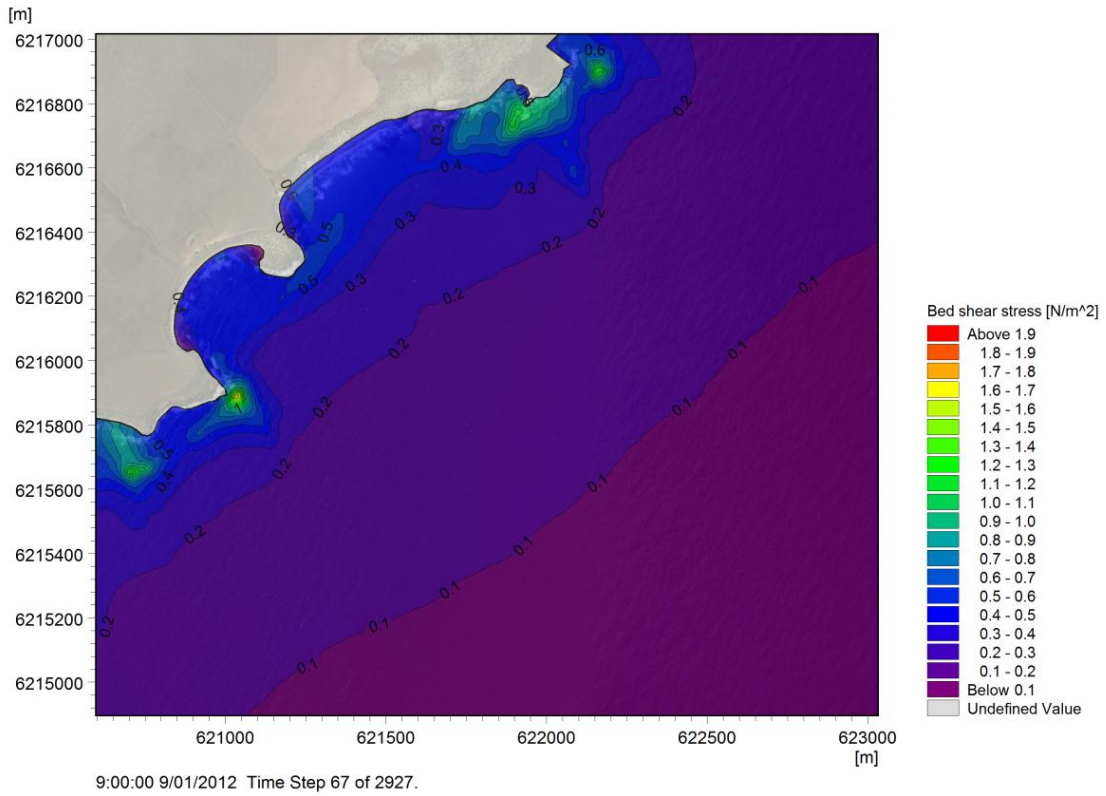 [m]
6217000
6216800
6216600
6216400
6216200
6216000
6215800
6215600
6215400
6215200
6215000
621000
621500
622000
622500
623000
[m]
0.6
0.2
0.3
0.4
0.3
0.3
0.2
0.5
0.5
0.3
0.2
0.2
0.1
0.1
0.1
0.2
1
0.5
0.4
0.2
0.2
0.1
0.1
0.2
0.1
0.1
0.1
Bed shear stress [N/m^2]
Above 1.9
1.8 - 1.9
1.7 - 1.8
1.6 - 1.7
1.5 - 1.6
1.4 - 1.5
1.3 - 1.4
1.2 - 1.3
1.1 - 1.2
1.0 - 1.1
0.9 - 1.0
0.8 - 0.9
0.7 - 0.8
0.6 - 0.7
0.5 - 0.6
0.4 - 0.5
0.3 - 0.4
0.2 - 0.3
0.1 - 0.2
Below 0.1
Undefined Value
9:00:00 9/01/2012 Time Step 67 of 2927.